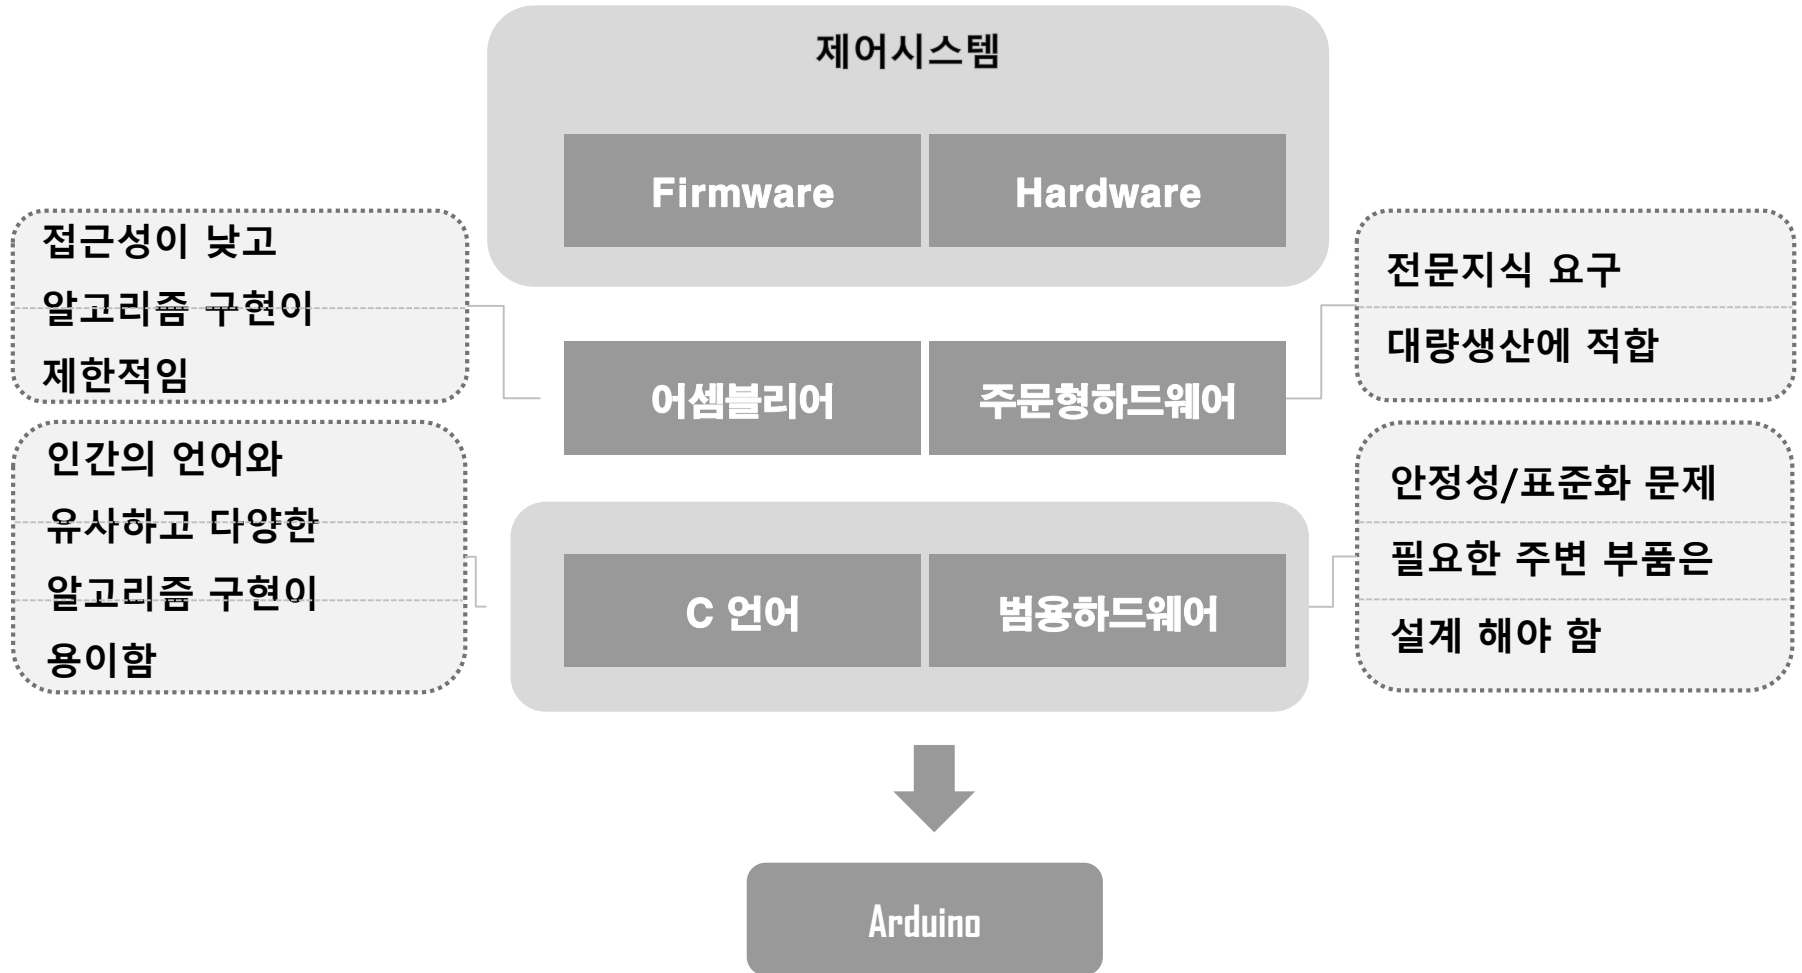 제어시스템
Firmware
Hardware
접근성이 낮고
알고리즘 구현이
제한적임
전문지식 요구
대량생산에 적합
어셈블리어
주문형하드웨어
인간의 언어와
유사하고 다양한
알고리즘 구현이
용이함
안정성/표준화 문제
필요한 주변 부품은
설계 해야 함
C 언어
범용하드웨어
Arduino